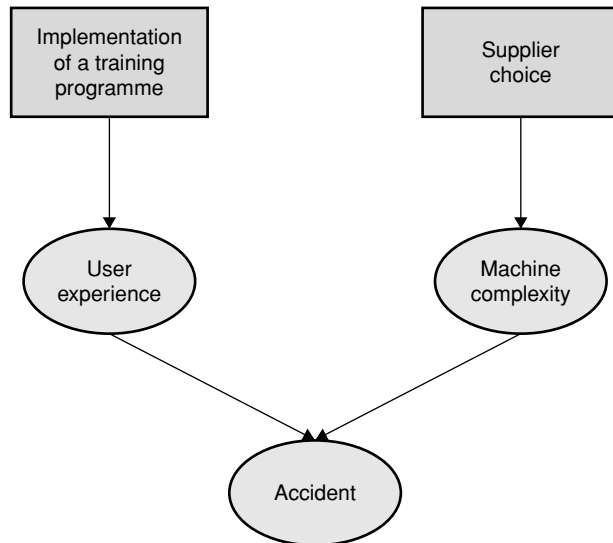 Implementation
of a training
programme
Supplier
choice
User
experience
Machine
complexity
Accident